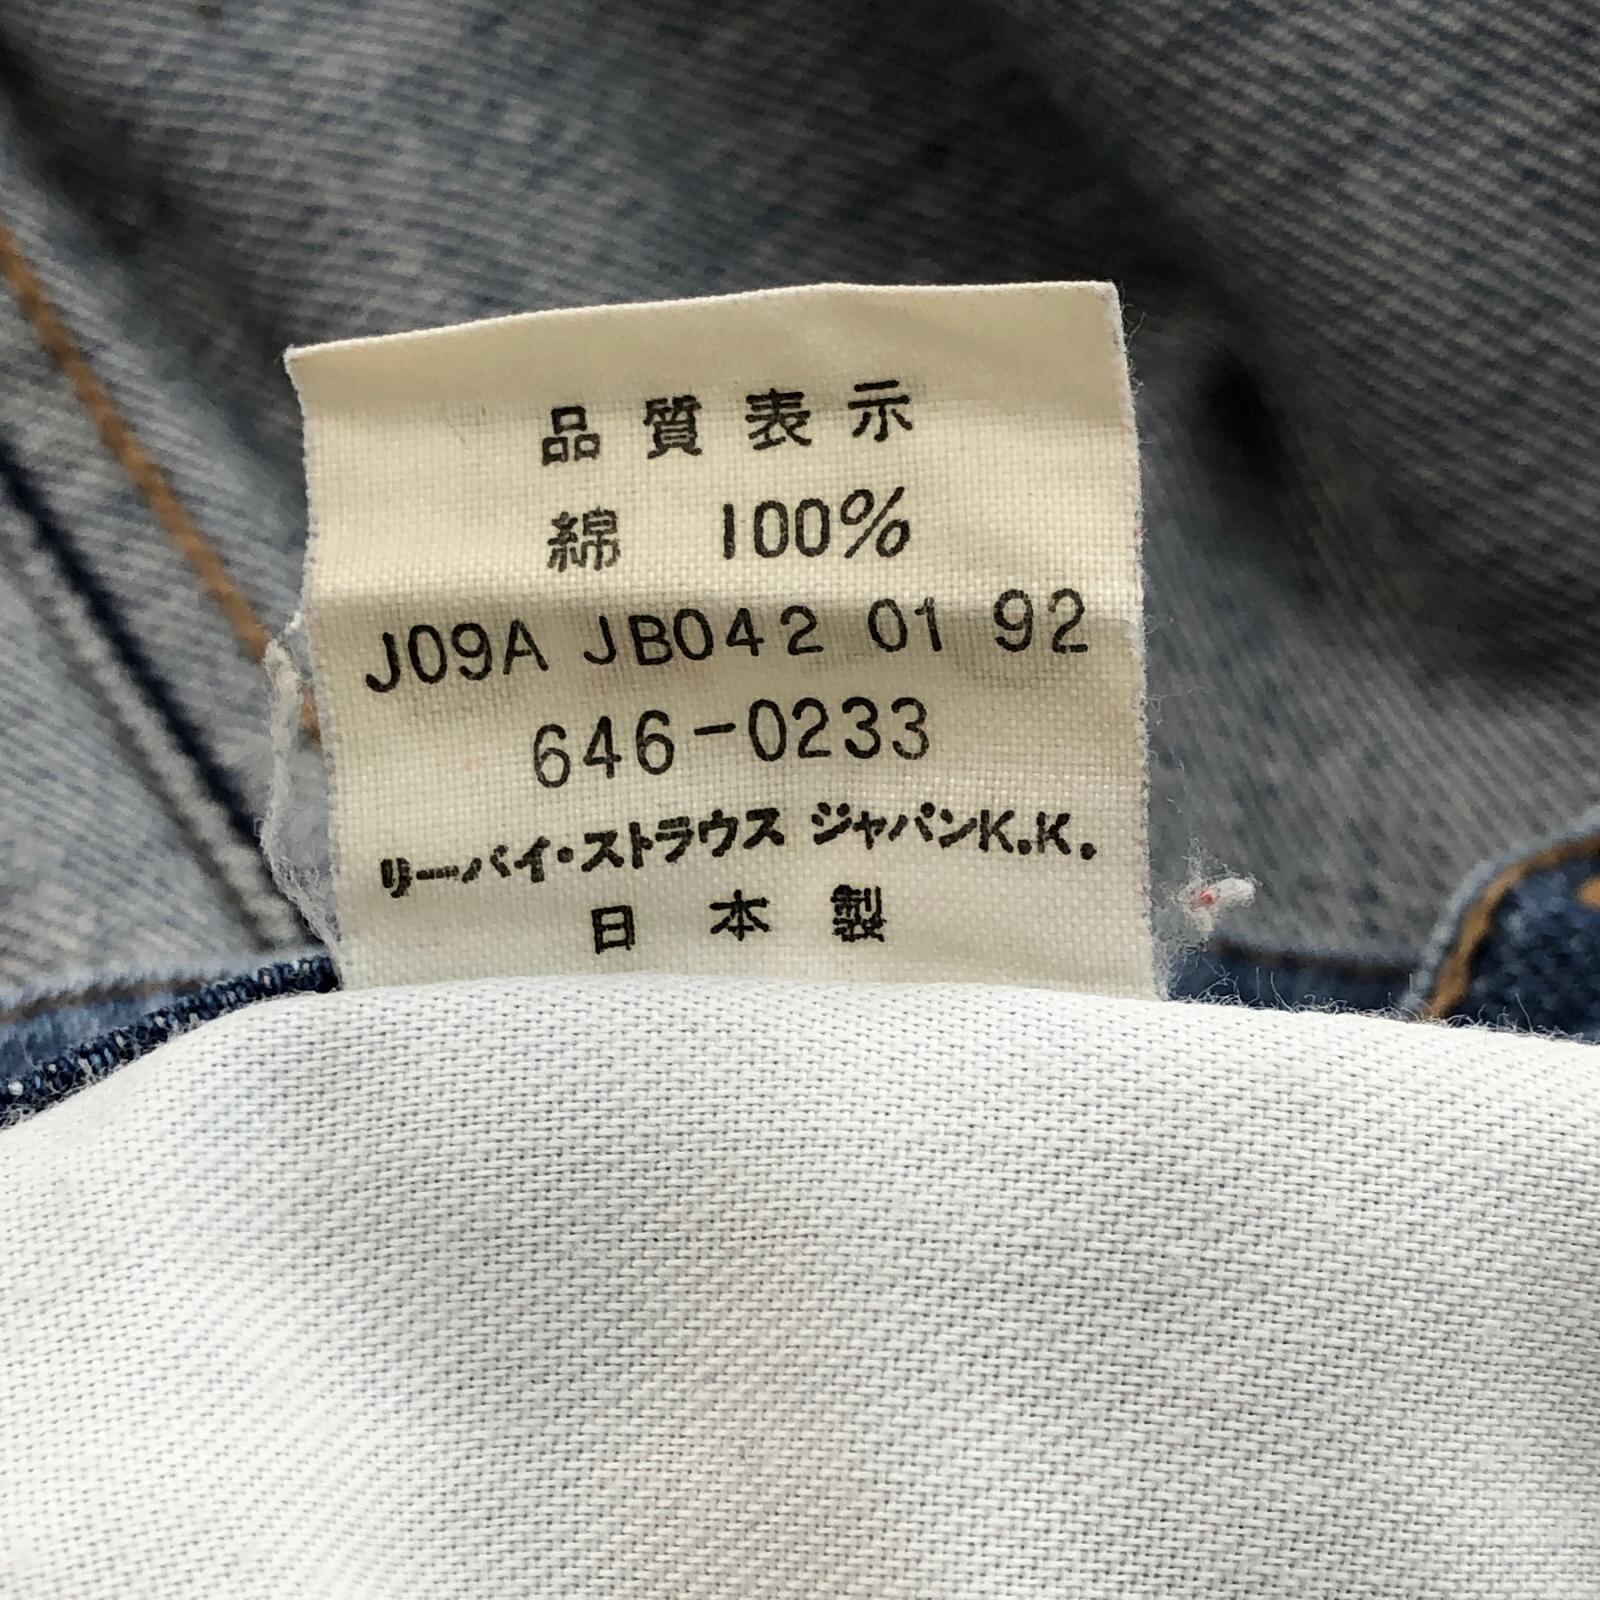 品質表示
綿 100%
J09A JB042 01 92
646-0233
リーバイ・ストラウス ジャパンK.K.
日本製